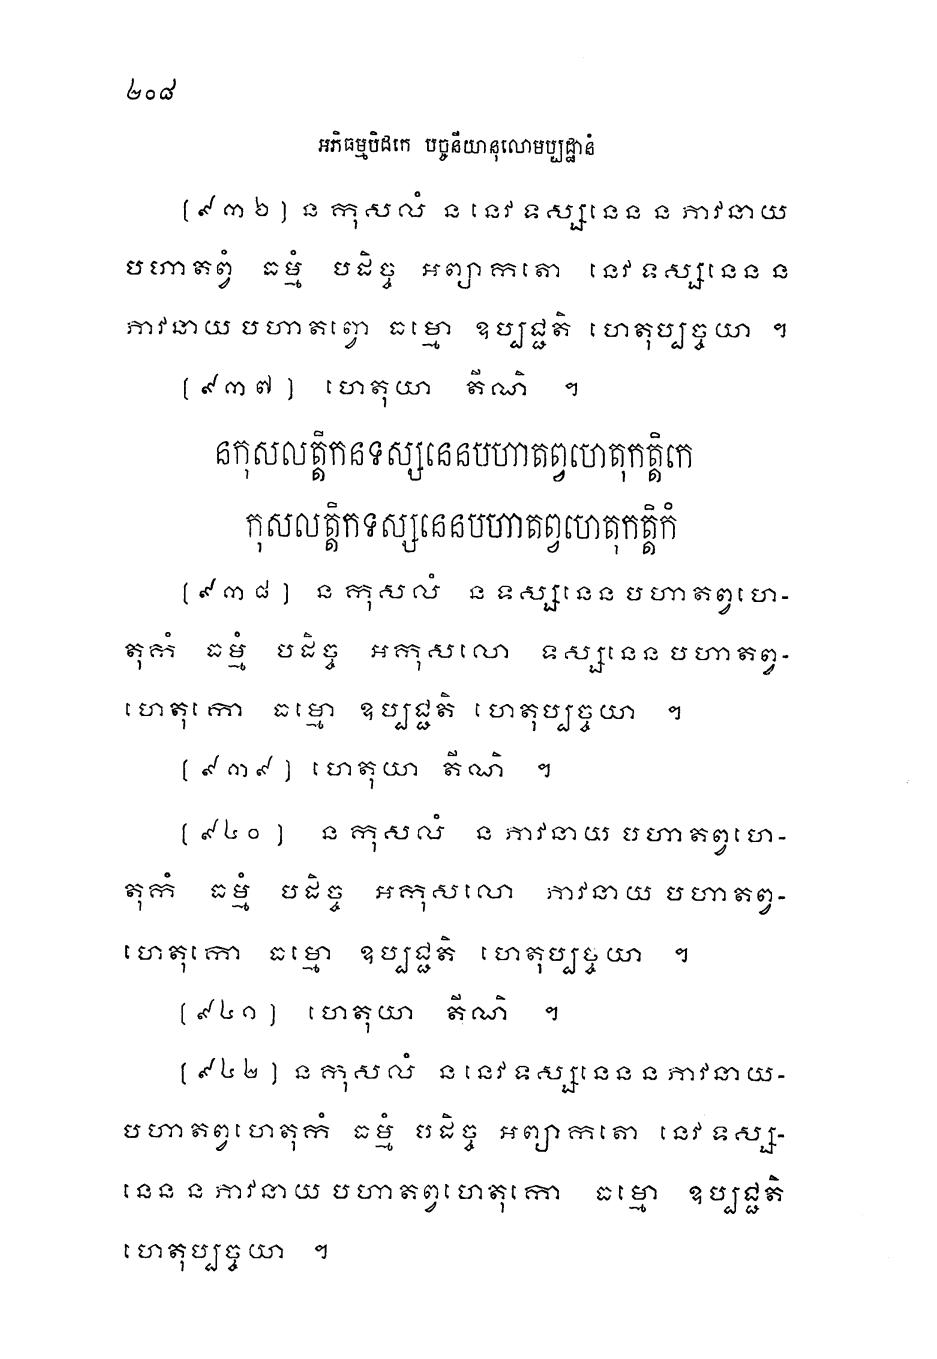 ២០៨
អភិធម្មបិដកេ បច្ចនីយានុលោមប្បដ្ឋានំ
(៩៣៦) ន កុសលំ ន នេវ ទស្សនេន ន ភាវនាយ
បហាតព្វំ ធម្មំ បដិច្ច អព្យាកតោ នេវ ទស្សនេន ន
ភាវនាយ បហាតព្វោ ធម្មោ ឧប្បជ្ជតិ ហេតុប្បច្ចយា ។
(៩៣៧) ហេតុយា តីណិ ។
នកុសលត្តិកនទស្សនេនបហាតព្វហេតុកត្តិកេ
កុសលត្តិកទស្សនេនបហាតព្វហេតុកត្តិកំ
(៩៣៨) ន កុសលំ ន ទស្សនេន បហាតព្វហេ-
តុកំ ធម្មំ បដិច្ច អកុសលោ ទស្សនេន បហាតព្វ-
ហេតុកោ ធម្មោ ឧប្បជ្ជតិ ហេតុប្បច្ចយា ។
(៩៣៩) ហេតុយា តីណិ ។
(៩៤០) ន កុសលំ ន ភាវនាយ បហាតព្វហេ-
តុកំ ធម្មំ បដិច្ច អកុសលោ ភាវនាយ បហាតព្វ-
ហេតុកោ ធម្មោ ឧប្បជ្ជតិ ហេតុប្បច្ចយា ។
(៩៤១) ហេតុយា តីណិ ។
(៩៤២) ន កុសលំ ន នេវ ទស្សនេន ន ភាវនាយ-
បហាតព្វហេតុកំ ធម្មំ បដិច្ច អព្យាកតោ នេវ ទស្ស-
នេន ន ភាវនាយ បហាតព្វហេតុកោ ធម្មោ ឧប្បជ្ជតិ
ហេតុប្បច្ចយា ។